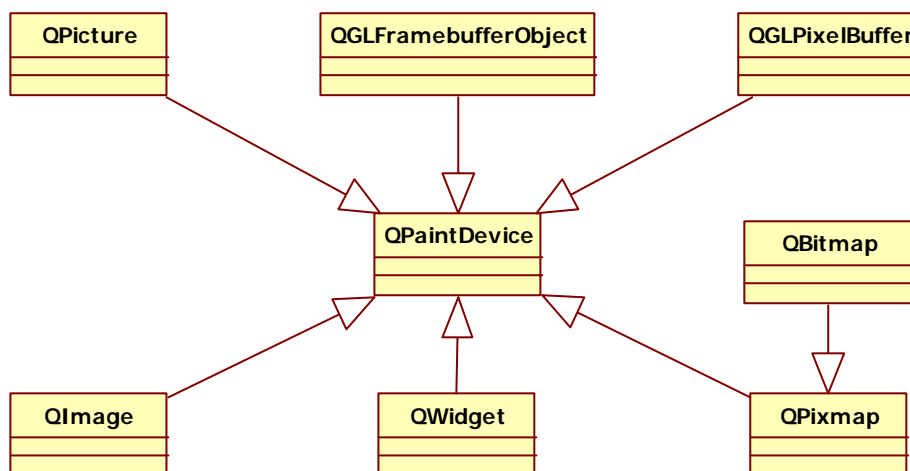 QPicture
QGLFramebufferObject
QGLPixelBuffer
QPaintDevice
QBitmap
QImage
QWidget
QPixmap